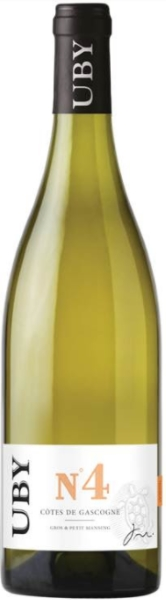 UBY
UBY
N°4
CÔTES DE GASCOGNE
GROS & PETIT MANSENG